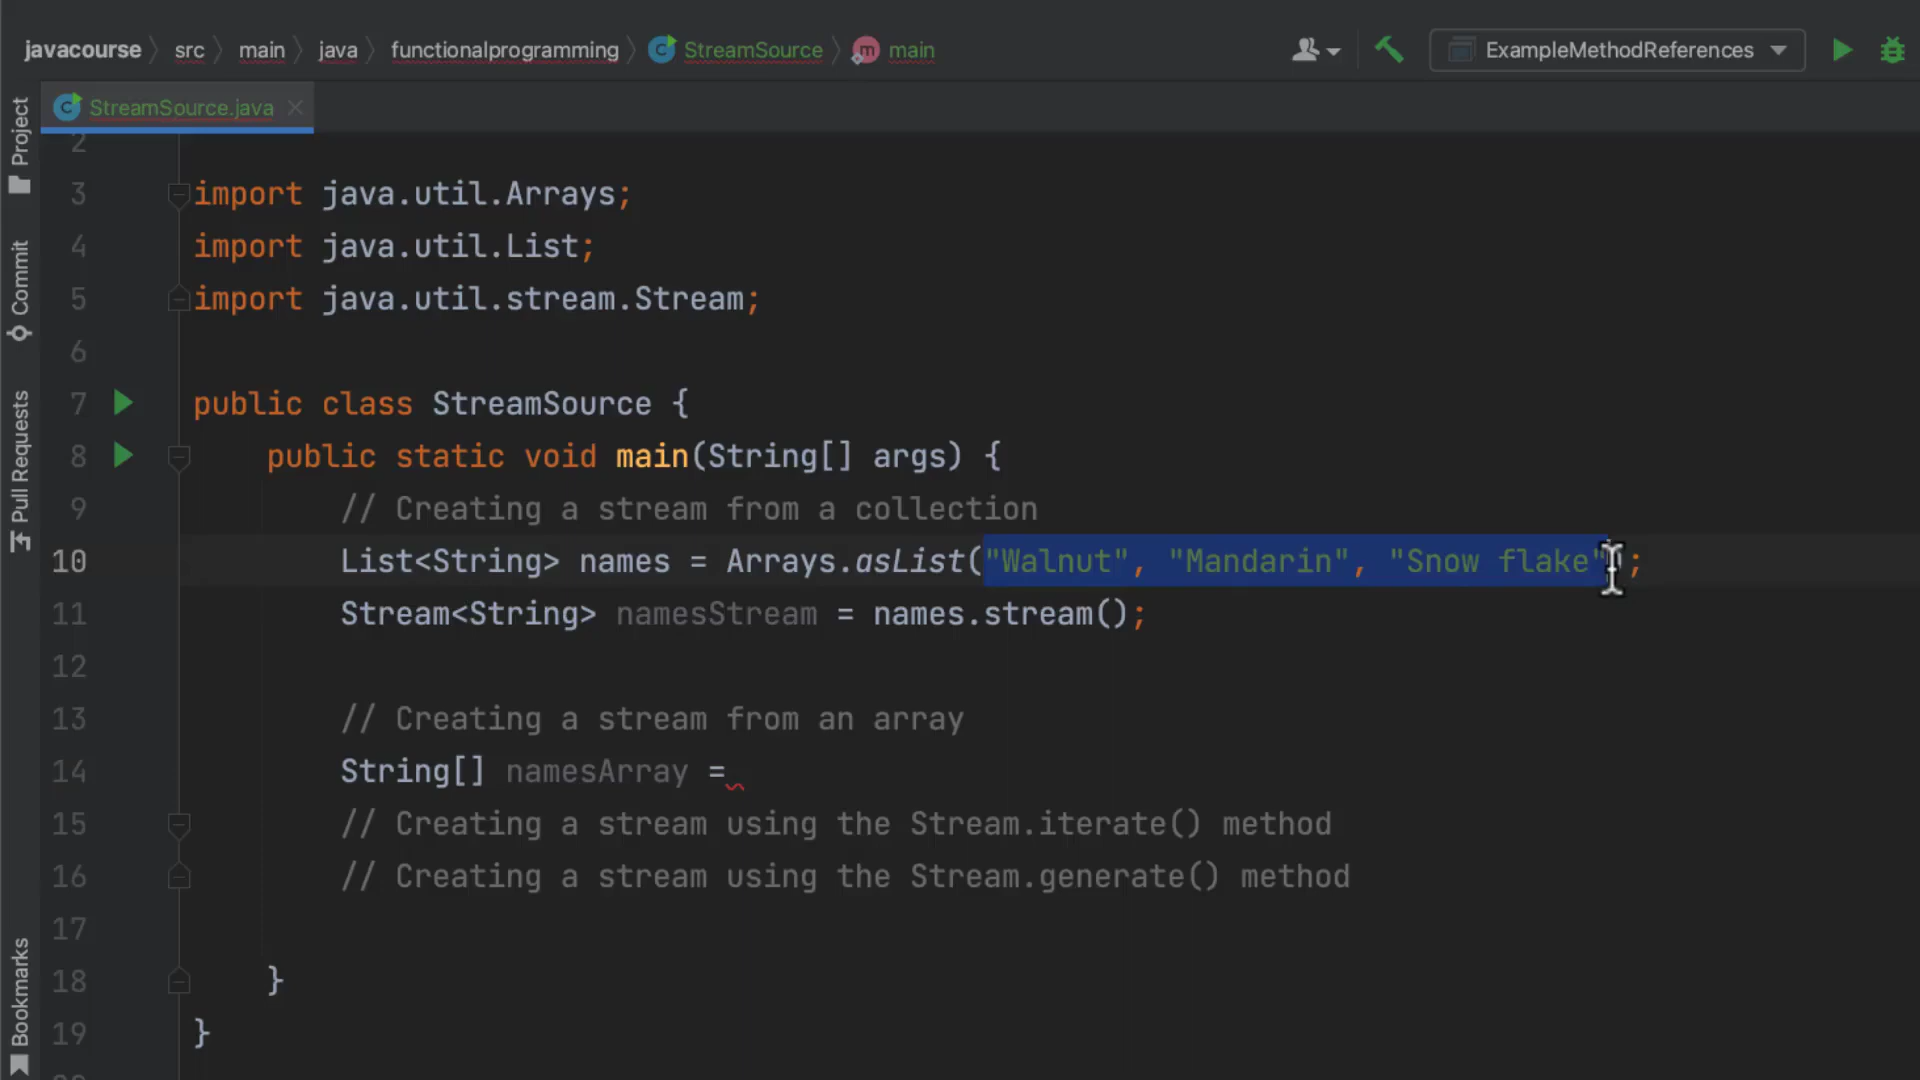 javacourse src main java functionalprogramming StreamSource main ExampleMethodReferences
StreamSource.java
Project
Commit
Pull Requests
Bookmarks
2
3 import java.util.Arrays;
4 import java.util.List;
5 import java.util.stream.Stream;
6
7 public class StreamSource {
8 public static void main(String[] args) {
9 // Creating a stream from a collection
10 List<String> names = Arrays.asList("Walnut", "Mandarin", "Snow flake");
11 Stream<String> namesStream = names.stream();
12
13 // Creating a stream from an array
14 String[] namesArray =
15 // Creating a stream using the Stream.iterate() method
16 // Creating a stream using the Stream.generate() method
17
18 }
19 }